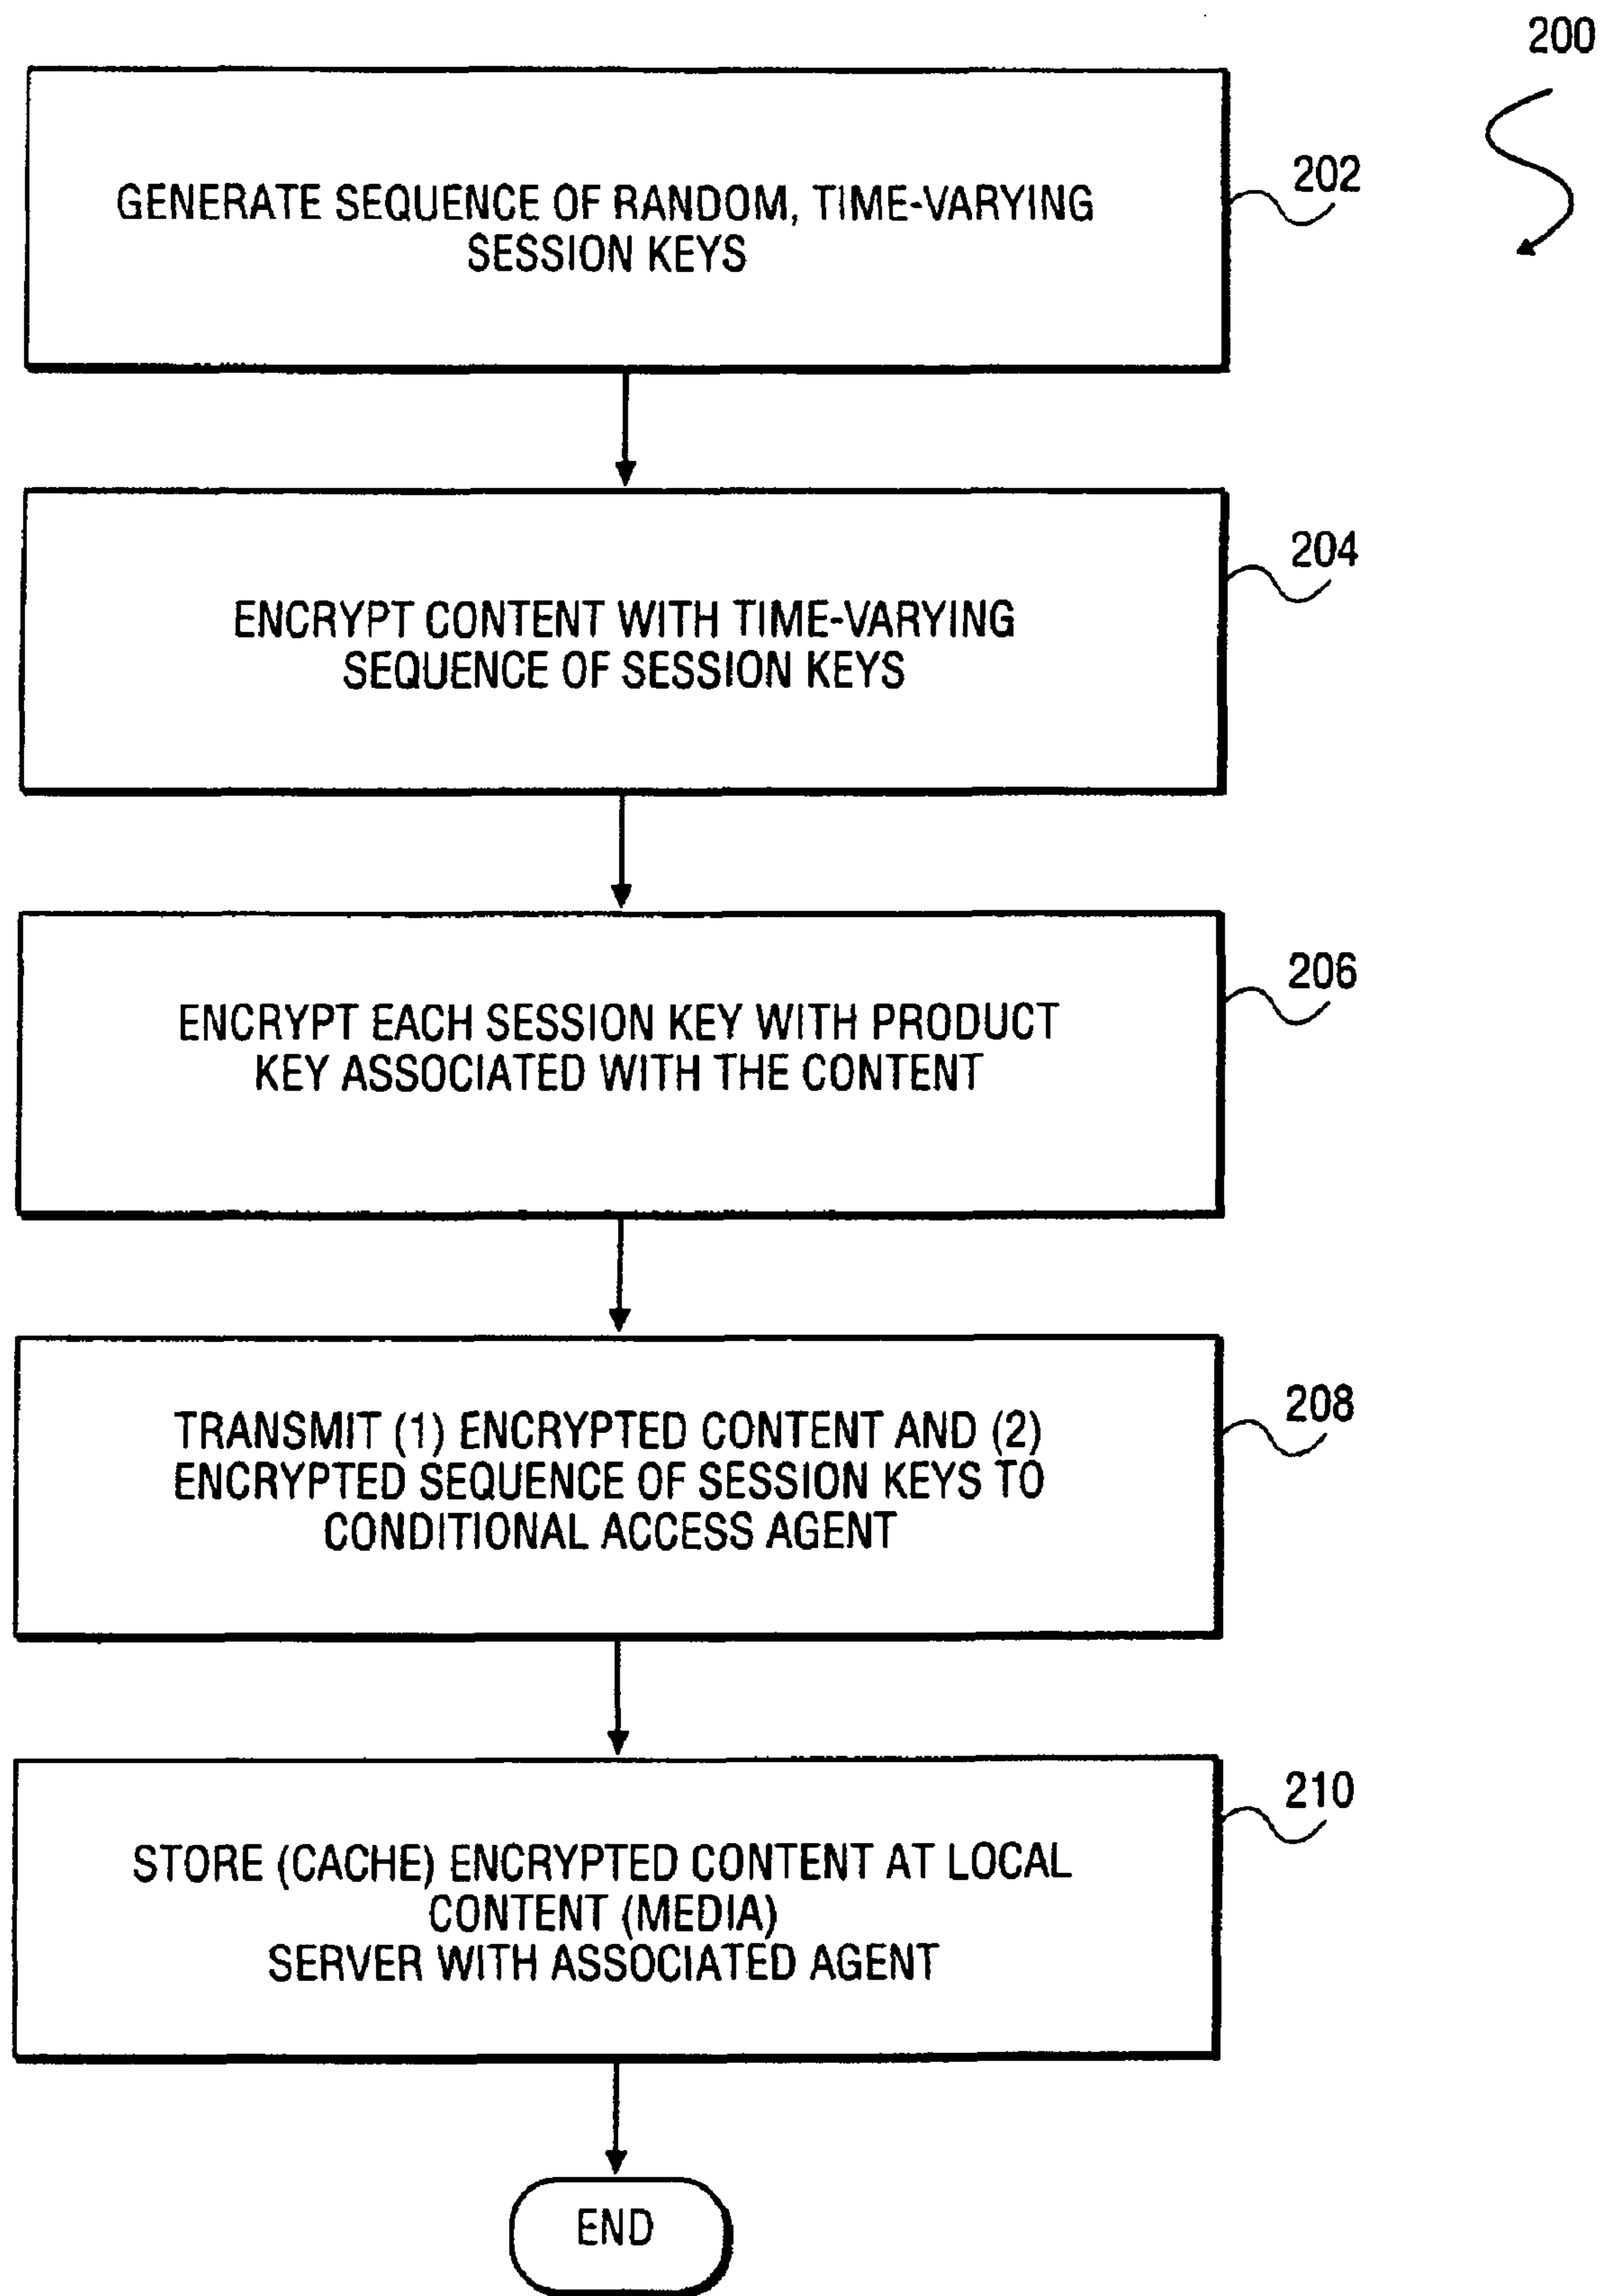 200
GENERATE SEQUENCE OF RANDOM, TIME-VARYING
SESSION KEYS
202
ENCRYPT CONTENT WITH TIME-VARYING
SEQUENCE OF SESSION KEYS
204
ENCRYPT EACH SESSION KEY WITH PRODUCT
KEY ASSOCIATED WITH THE CONTENT
206
TRANSMIT (1) ENCRYPTED CONTENT AND (2)
ENCRYPTED SEQUENCE OF SESSION KEYS TO
CONDITIONAL ACCESS AGENT
208
STORE (CACHE) ENCRYPTED CONTENT AT LOCAL
CONTENT (MEDIA)
SERVER WITH ASSOCIATED AGENT
210
END